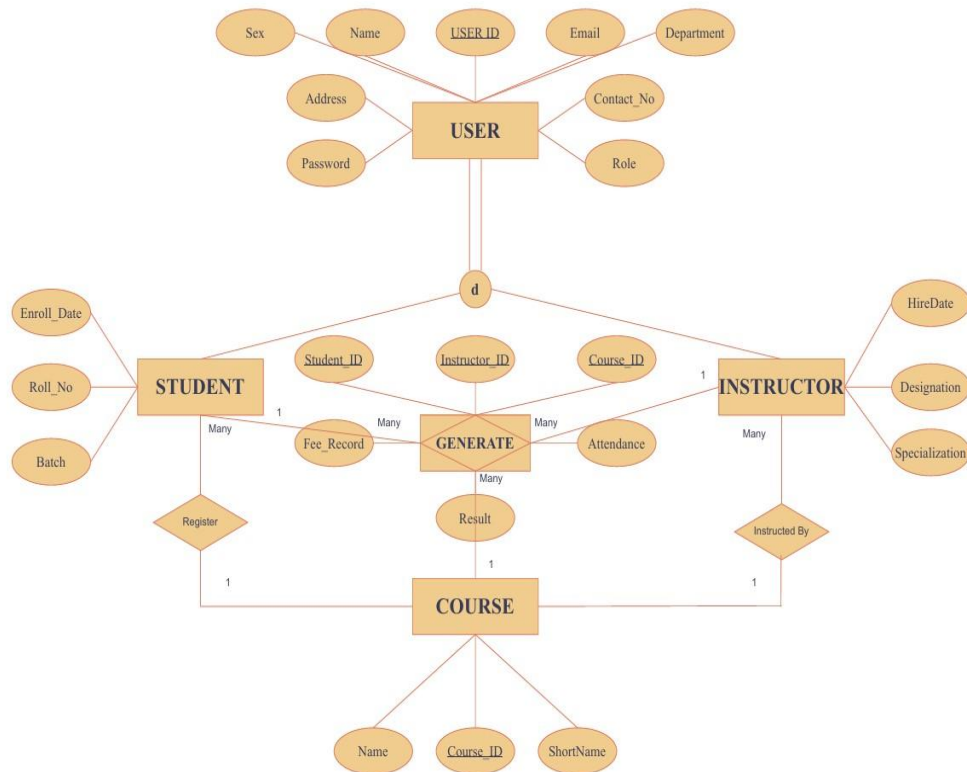 Sex
Name
USER ID
Email
Department
Address
Contact_No
USER
Password
Role
d
Enroll_Date
HireDate
Student_ID
Instructor_ID
Course_ID
Roll_No
STUDENT
1
INSTRUCTOR
Designation
1
Many
Many
Many
Many
Fee_Record
GENERATE
Attendance
Batch
Specialization
Many
Result
Register
Instructed By
1
1
1
COURSE
Name
Course_ID
ShortName